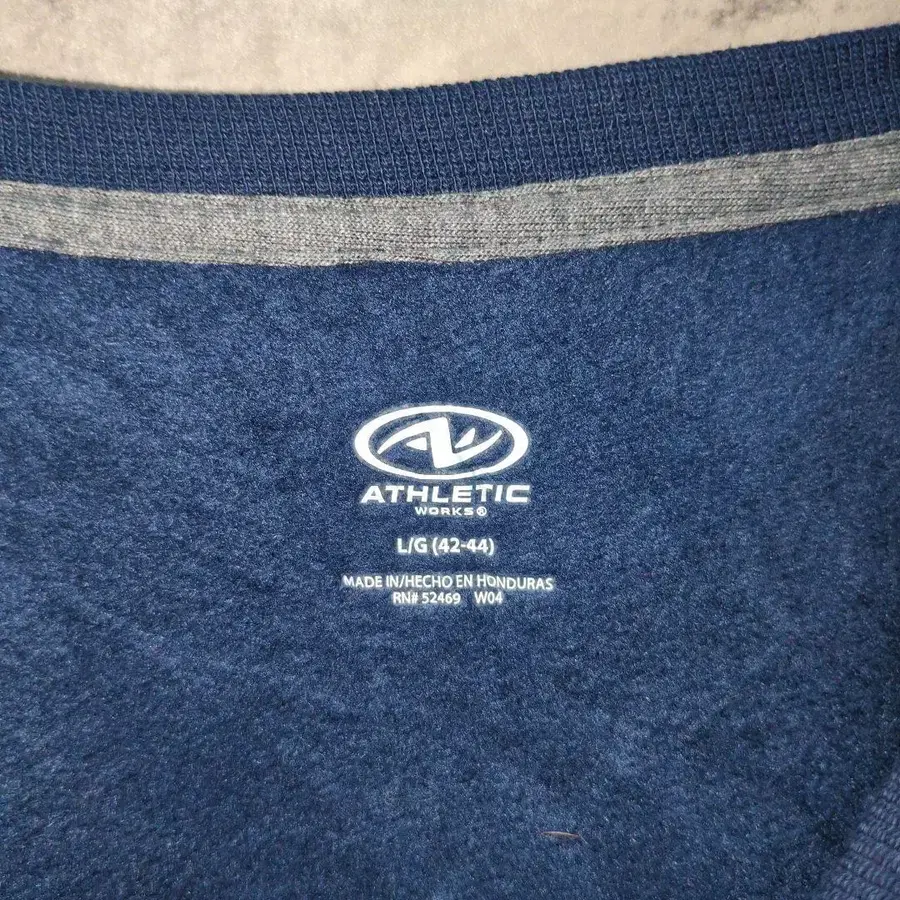 ATHLETIC
WORKS®
L/G (42-44)
MADE IN/HECHO EN HONDURAS
RN# 52469 W04